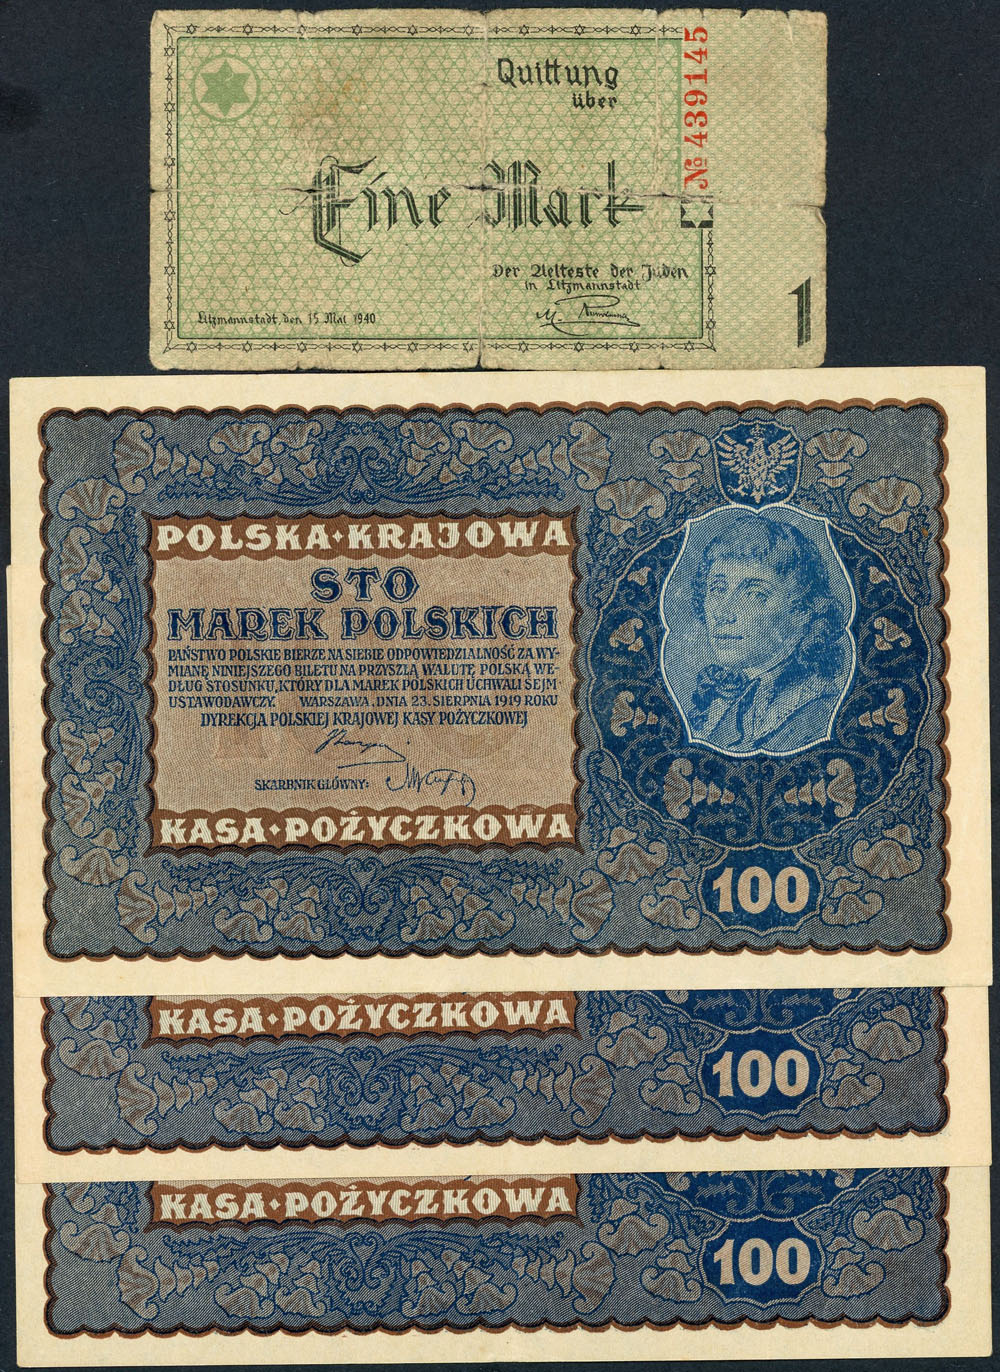 Quittung
über
№ 439145
Eine Mark
Der Aelteste der Juden
in Litzmannstadt
Litzmannstadt, den 15 Mai 1940
1
POLSKA·KRAJOWA
STO
MAREK POLSKICH
PAŃSTWO POLSKIE BIERZE NA SIEBIE ODPOWIEDZIALNOŚĆ ZA WY-
MIANĘ NINIEJSZEGO BILETU NA PRZYSZŁĄ WALUTĘ POLSKĄ WE-
DŁUG STOSUNKU, KTÓRY DLA MAREK POLSKICH UCHWALI SEJM
USTAWODAWCZY. WARSZAWA, DNIA 23. SIERPNIA 1919 ROKU
DYREKCJA POLSKIEJ KRAJOWEJ KASY POŻYCZKOWEJ
SKARBNIK GŁÓWNY:
KASA·POŻYCZKOWA
100
KASA·POŻYCZKOWA
100
KASA·POŻYCZKOWA
100